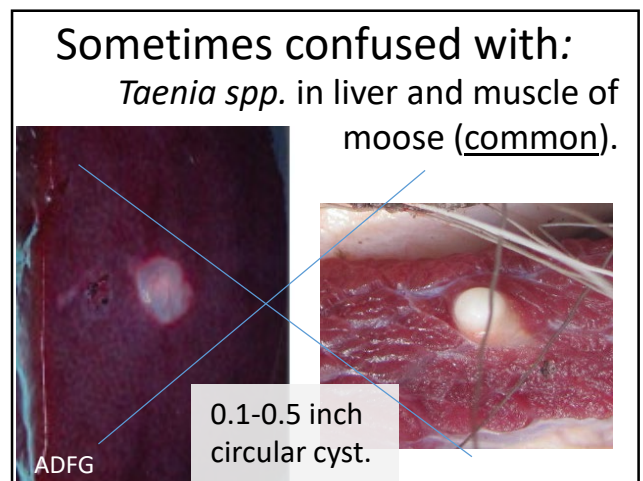 Sometimes confused with:
Taenia spp. in liver and muscle of
moose (common).
0.1-0.5 inch
circular cyst.
ADFG